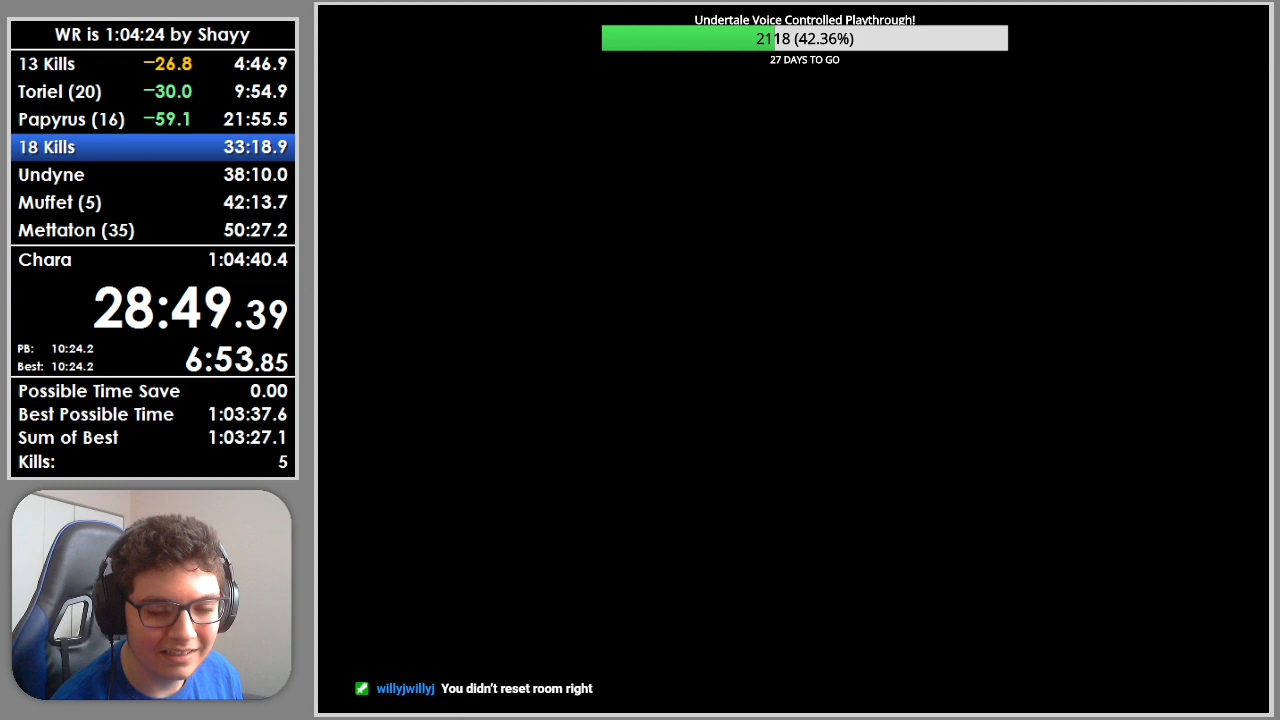 WR is 1:04:24 by Shayy
13 Kills −26.8 4:46.9
Toriel (20) −30.0 9:54.9
Papyrus (16) −59.1 21:55.5
18 Kills 33:18.9
Undyne 38:10.0
Muffet (5) 42:13.7
Mettaton (35) 50:27.2
Chara 1:04:40.4
28:49.39
PB: 10:24.2
Best: 10:24.2
6:53.85
Possible Time Save 0.00
Best Possible Time 1:03:37.6
Sum of Best 1:03:27.1
Kills: 5
Undertale Voice Controlled Playthrough!
2118 (42.36%)
27 DAYS TO GO
willyjwillyj You didn't reset room right